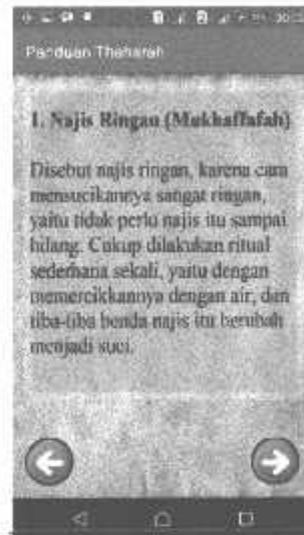 Panduan Thaharah
1. Najis Ringan (Mukhaffafah)
Disebut najis ringan, karena cara
mensucikannya sangat ringan,
yaitu tidak perlu najis itu sampai
hilang. Cukup dilakukan ritual
sederhana sekali, yaitu dengan
memercikkannya dengan air, dan
tiba-tiba benda najis itu berubah
menjadi suci.